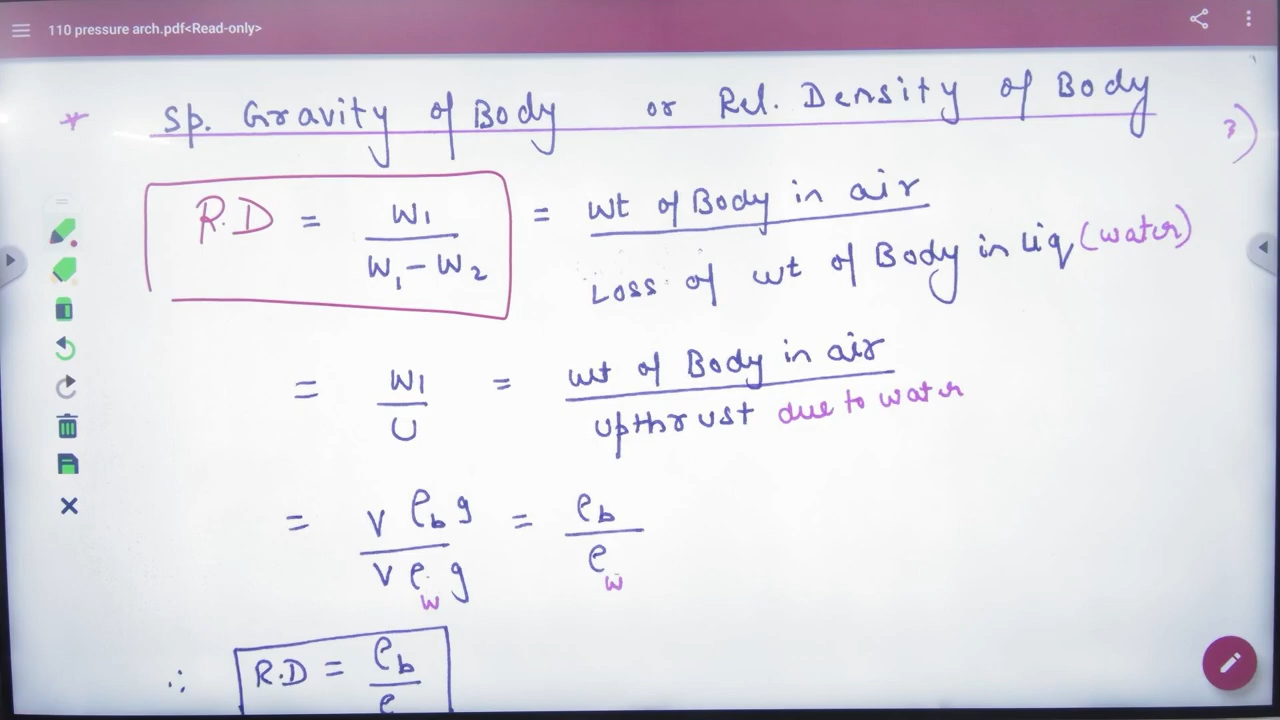 110 pressure arch.pdf<Read-only>
* Sp. Gravity of Body or Rel. Density of Body
3)
R.D = W₁/(W₁ - W₂) = Wt of Body in air / Loss of wt of Body in Liq (water)
= W₁/U = wt of Body in air / upthrust due to water
= V ρb g / V ρw g = ρb / ρw
∴ R.D = ρb / ρ